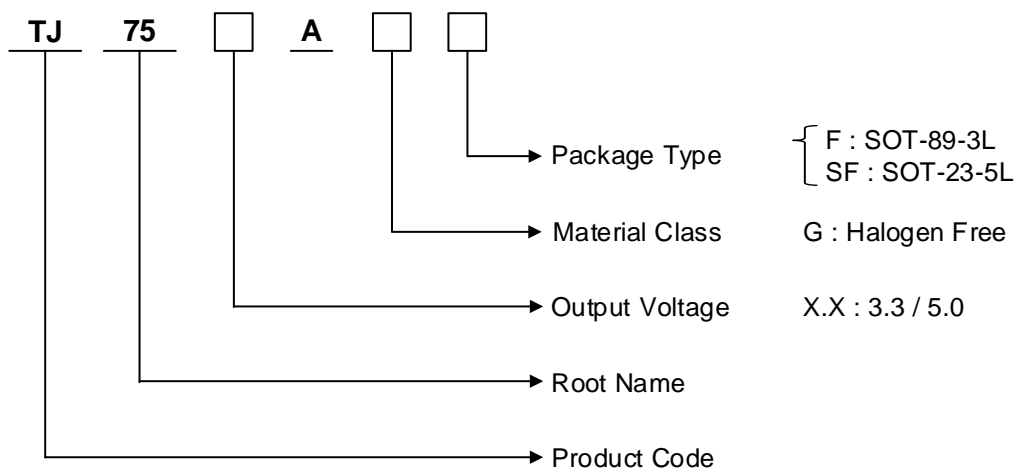 TJ 75 A
Package Type
F : SOT-89-3L
SF : SOT-23-5L
Material Class G : Halogen Free
Output Voltage X.X : 3.3 / 5.0
Root Name
Product Code